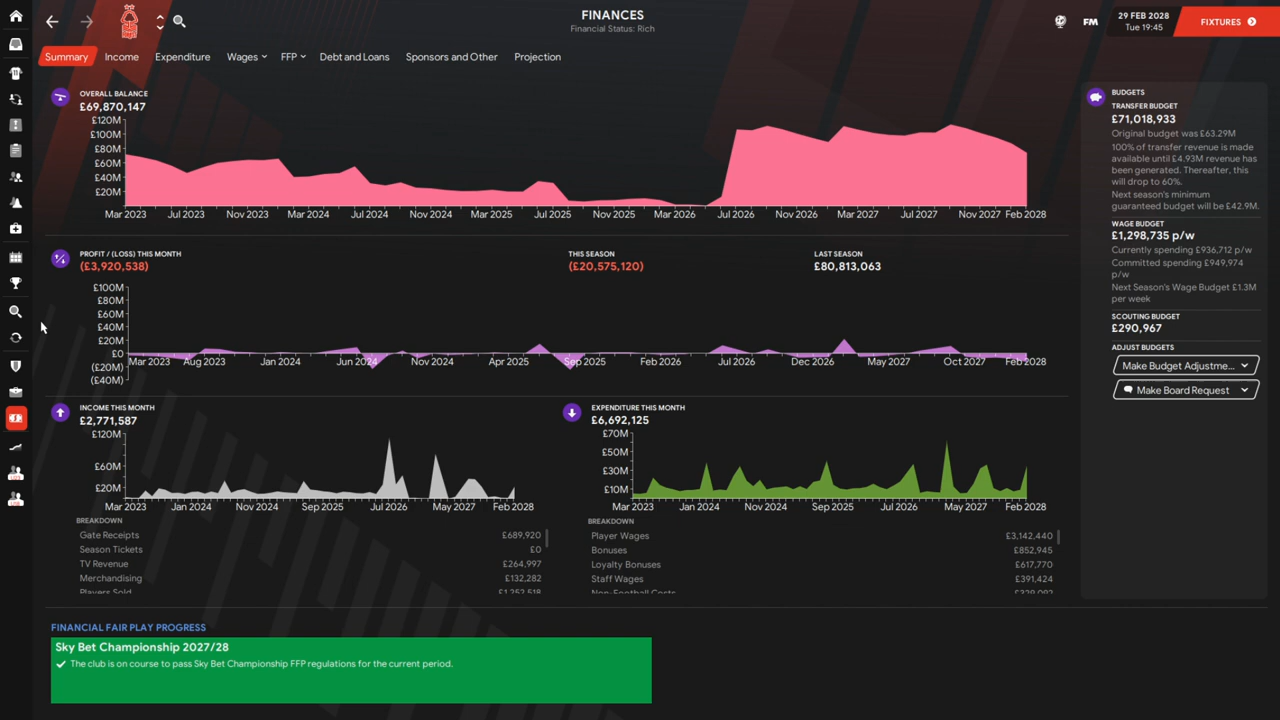 FINANCES
Financial Status: Rich
FM
29 FEB 2028
Tue 19:45
FIXTURES
Summary
Income
Expenditure
Wages
FFP
Debt and Loans
Sponsors and Other
Projection
OVERALL BALANCE
£69,870,147
£120M
£100M
£80M
£60M
£40M
£20M
Mar 2023 Jul 2023 Nov 2023 Mar 2024 Jul 2024 Nov 2024 Mar 2025 Jul 2025 Nov 2025 Mar 2026 Jul 2026 Nov 2026 Mar 2027 Jul 2027 Nov 2027 Feb 2028
PROFIT / (LOSS) THIS MONTH
(£3,920,538)
THIS SEASON
(£20,575,120)
LAST SEASON
£80,813,063
£100M
£80M
£60M
£40M
£20M
£0
(£20M)
(£40M)
Mar 2023 Aug 2023 Jan 2024 Jun 2024 Nov 2024 Apr 2025 Sep 2025 Feb 2026 Jul 2026 Dec 2026 May 2027 Oct 2027 Feb 2028
INCOME THIS MONTH
£2,771,587
£120M
£60M
£20M
Mar 2023 Jan 2024 Nov 2024 Sep 2025 Jul 2026 May 2027 Feb 2028
BREAKDOWN
Gate Receipts £689,920
Season Tickets £0
TV Revenue £264,997
Merchandising £132,282
Players Sold £1,252,518
EXPENDITURE THIS MONTH
£6,692,125
£70M
£50M
£30M
£10M
Mar 2023 Jan 2024 Nov 2024 Sep 2025 Jul 2026 May 2027 Feb 2028
BREAKDOWN
Player Wages £3,142,440
Bonuses £852,945
Loyalty Bonuses £617,770
Staff Wages £391,424
Non-Football Costs
BUDGETS
TRANSFER BUDGET
£71,018,933
Original budget was £63.29M
100% of transfer revenue is made
available until £4.93M revenue has
been generated. Thereafter, this
will drop to 60%.
Next season's minimum
guaranteed budget will be £42.9M.
WAGE BUDGET
£1,298,735 p/w
Currently spending £936,712 p/w
Committed spending £949,974
p/w
Next Season's Wage Budget £1.3M
per week
SCOUTING BUDGET
£290,967
ADJUST BUDGETS
Make Budget Adjustme...
Make Board Request
FINANCIAL FAIR PLAY PROGRESS
Sky Bet Championship 2027/28
The club is on course to pass Sky Bet Championship FFP regulations for the current period.